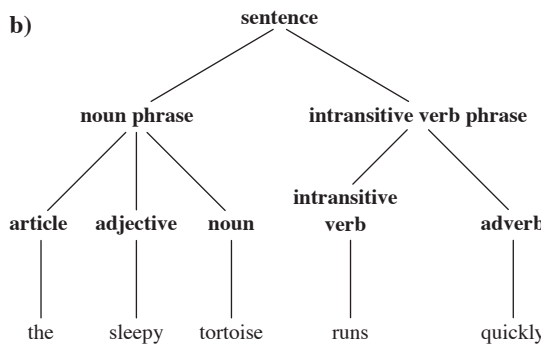 b)
sentence
noun phrase intransitive verb phrase
article adjective noun intransitive verb adverb
the sleepy tortoise runs quickly